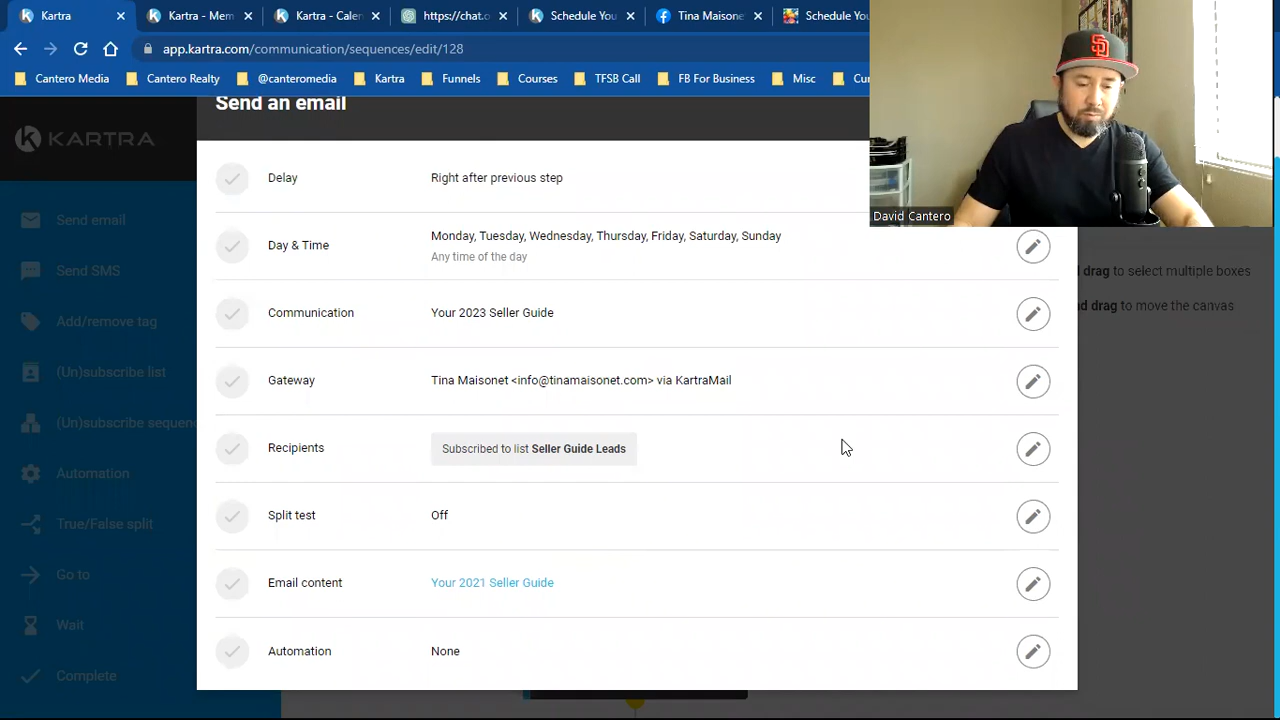 Kartra
Kartra - Mem
Kartra - Caler
https://chat.o
Schedule You
Tina Maisone
Schedule You
app.kartra.com/communication/sequences/edit/128
Cantero Media
Cantero Realty
@canteromedia
Kartra
Funnels
Courses
TFSB Call
FB For Business
Misc
Cur
SD
David Cantero
KARTRA
Send email
Send SMS
Add/remove tag
(Un)subscribe list
(Un)subscribe sequen
Automation
True/False split
Go to
Wait
Complete
Send an email
Delay Right after previous step
Day & Time Monday, Tuesday, Wednesday, Thursday, Friday, Saturday, Sunday
Any time of the day
Communication Your 2023 Seller Guide
Gateway Tina Maisonet <info@tinamaisonet.com> via KartraMail
Recipients Subscribed to list Seller Guide Leads
Split test Off
Email content Your 2021 Seller Guide
Automation None
d drag to select multiple boxes
nd drag to move the canvas